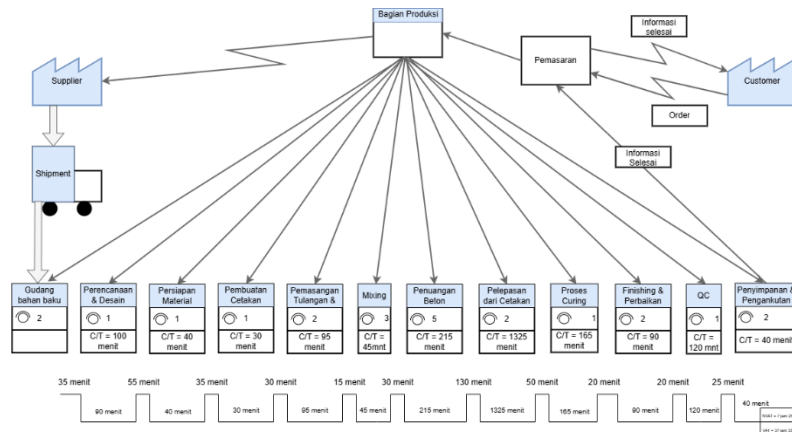 Bagian Produksi
Informasi
selesai
Pemasaran
Supplier
Customer
Order
Informasi
Selesai
Shipment
Gudang
bahan baku
2
Perencanaan
& Desain
1
C/T = 100
menit
Persiapan
Material
1
C/T = 40
menit
Pembuatan
Cetakan
1
C/T = 30
menit
Pemasangan
Tulangan &
2
C/T = 95
menit
Mixing
3
C/T =
45mnt
Penuangan
Beton
5
C/T = 215
menit
Pelepasan
dari Cetakan
2
C/T = 1325
menit
Proses
Curing
1
C/T = 165
menit
Finishing &
Perbaikan
2
C/T = 90
menit
QC
1
C/T =
120 mnt
Penyimpanan &
Pengankutan
2
C/T = 40 menit
35 menit 55 menit 35 menit 30 menit 15 menit 30 menit 130 menit 50 menit 20 menit 20 menit 25 menit
90 menit 40 menit 30 menit 95 menit 45 menit 215 menit 1325 menit 165 menit 90 menit 120 menit 40 menit